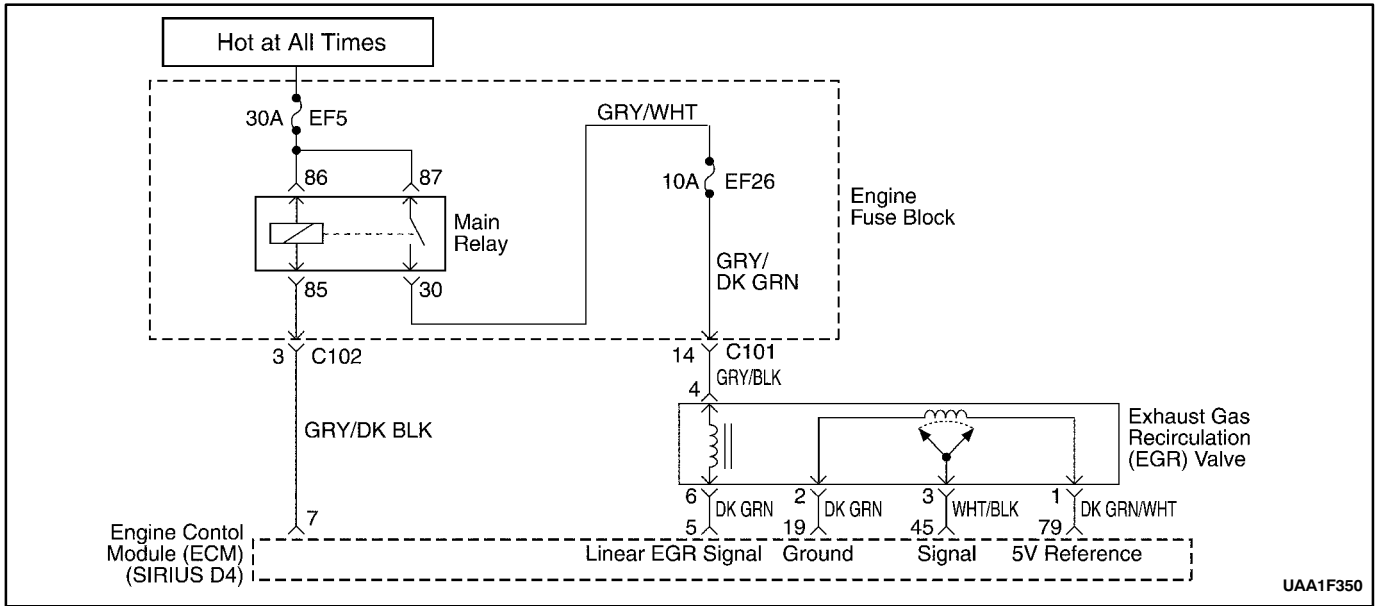 Hot at All Times
30A EF5
GRY/WHT
10A EF26
86
87
Main
Relay
Engine
Fuse Block
GRY/
DK GRN
85
30
3 C102
14 C101
GRY/BLK
4
GRY/DK BLK
Exhaust Gas
Recirculation
(EGR) Valve
6 DK GRN
2 DK GRN
3 WHT/BLK
1 DK GRN/WHT
7
5
19
45
79
Engine Contol
Module (ECM)
(SIRIUS D4)
Linear EGR Signal
Ground
Signal
5V Reference
UAA1F350